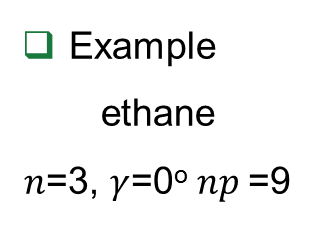 ❑ Example
ethane
n=3, γ=0° np =9